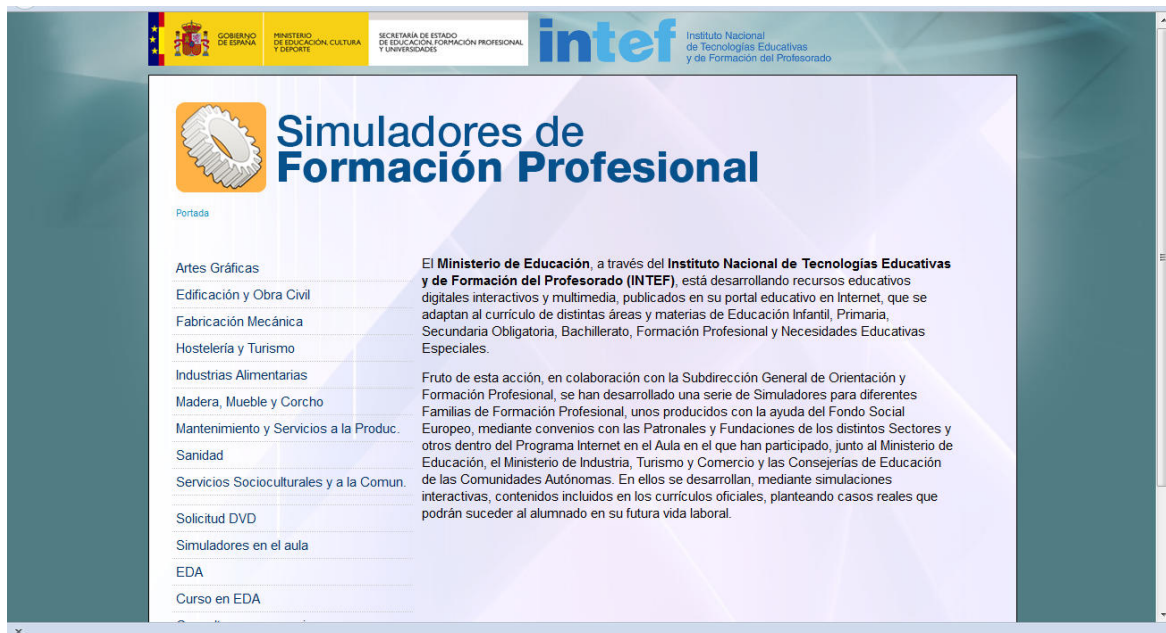 GOBIERNO
DE ESPAÑA
MINISTERIO
DE EDUCACIÓN, CULTURA
Y DEPORTE
SECRETARÍA DE ESTADO
DE EDUCACIÓN, FORMACIÓN PROFESIONAL
Y UNIVERSIDADES
intef
Instituto Nacional
de Tecnologías Educativas
y de Formación del Profesorado
Simuladores de
Formación Profesional
Portada
Artes Gráficas
Edificación y Obra Civil
Fabricación Mecánica
Hostelería y Turismo
Industrias Alimentarias
Madera, Mueble y Corcho
Mantenimiento y Servicios a la Produc.
Sanidad
Servicios Socioculturales y a la Comun.
Solicitud DVD
Simuladores en el aula
EDA
Curso en EDA
El Ministerio de Educación, a través del Instituto Nacional de Tecnologías Educativas
y de Formación del Profesorado (INTEF), está desarrollando recursos educativos
digitales interactivos y multimedia, publicados en su portal educativo en Internet, que se
adaptan al currículo de distintas áreas y materias de Educación Infantil, Primaria,
Secundaria Obligatoria, Bachillerato, Formación Profesional y Necesidades Educativas
Especiales.
Fruto de esta acción, en colaboración con la Subdirección General de Orientación y
Formación Profesional, se han desarrollado una serie de Simuladores para diferentes
Familias de Formación Profesional, unos producidos con la ayuda del Fondo Social
Europeo, mediante convenios con las Patronales y Fundaciones de los distintos Sectores y
otros dentro del Programa Internet en el Aula en el que han participado, junto al Ministerio de
Educación, el Ministerio de Industria, Turismo y Comercio y las Consejerías de Educación
de las Comunidades Autónomas. En ellos se desarrollan, mediante simulaciones
interactivas, contenidos incluidos en los currículos oficiales, planteando casos reales que
podrán suceder al alumnado en su futura vida laboral.